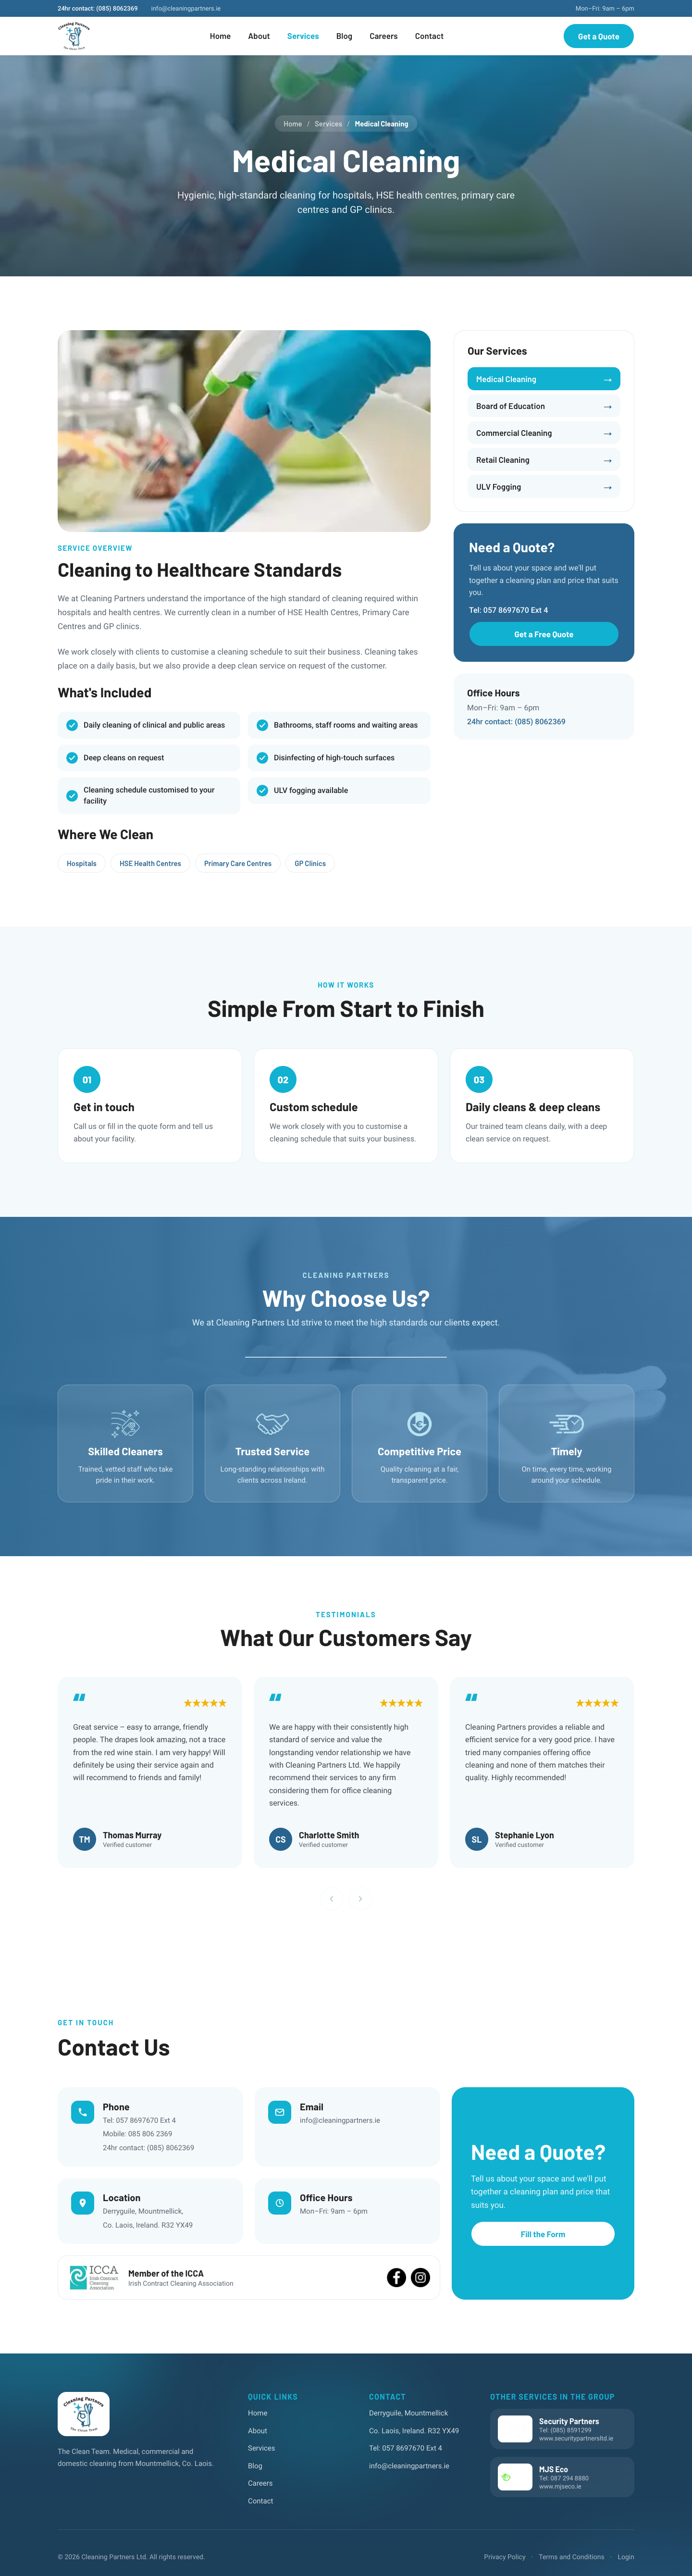 24hr contact: (085) 8062369 info@cleaningpartners.ie Mon–Fri: 9am – 6pm
Cleaning Partners
The Clean Team
Home About Services Blog Careers Contact Get a Quote
Home / Services / Medical Cleaning
Medical Cleaning
Hygienic, high-standard cleaning for hospitals, HSE health centres, primary care
centres and GP clinics.
SERVICE OVERVIEW
Cleaning to Healthcare Standards
We at Cleaning Partners understand the importance of the high standard of cleaning required within
hospitals and health centres. We currently clean in a number of HSE Health Centres, Primary Care
Centres and GP clinics.
We work closely with you clients to customise a cleaning schedule to suit their business. Cleaning takes
place on a daily basis, but we also provide a deep clean service on request of the customer.
What's Included
Daily cleaning of clinical and public areas
Bathrooms, staff rooms and waiting areas
Deep cleans on request
Disinfecting of high-touch surfaces
Cleaning schedule customised to your
facility
ULV fogging available
Where We Clean
Hospitals HSE Health Centres Primary Care Centres GP Clinics
Our Services
Medical Cleaning →
Board of Education →
Commercial Cleaning →
Retail Cleaning →
ULV Fogging →
Need a Quote?
Tell us about your space and we'll put
together a cleaning plan and price that suits
you.
Tel: 057 8697670 Ext 4
Get a Free Quote
Office Hours
Mon–Fri: 9am – 6pm
24hr contact: (085) 8062369
HOW IT WORKS
Simple From Start to Finish
01
Get in touch
Call us or fill in the quote form and tell us
about your facility.
02
Custom schedule
We work closely with you to customise a
cleaning schedule that suits your business.
03
Daily cleans & deep cleans
Our trained team cleans daily, with a deep
clean service on request.
CLEANING PARTNERS
Why Choose Us?
We at Cleaning Partners Ltd strive to meet the high standards our clients expect.
Skilled Cleaners
Trained, vetted staff who take
pride in their work.
Trusted Service
Long-standing relationships with
clients across Ireland.
Competitive Price
Quality cleaning at a fair,
transparent price.
Timely
On time, every time, working
around your schedule.
TESTIMONIALS
What Our Customers Say
“ ★★★★★
Great service – easy to arrange, friendly
people. The drapes look amazing, not a trace
from the red wine stain. I am very happy! Will
definitely be using their service again and
will recommend to friends and family!
TM Thomas Murray
Verified customer
“ ★★★★★
We are happy with their consistently high
standard of service and value the
longstanding vendor relationship we have
with Cleaning Partners Ltd. We happily
recommend their services to any firm
considering them for office cleaning
services.
CS Charlotte Smith
Verified customer
“ ★★★★★
Cleaning Partners provides a reliable and
efficient service for a very good price. I have
tried many companies offering office
cleaning and none of them matches their
quality. Highly recommended!
SL Stephanie Lyon
Verified customer
‹ ›
GET IN TOUCH
Contact Us
Phone
Tel: 057 8697670 Ext 4
Mobile: 085 806 2369
24hr contact: (085) 8062369
Email
info@cleaningpartners.ie
Location
Derryguile, Mountmellick,
Co. Laois, Ireland. R32 YX49
Office Hours
Mon–Fri: 9am – 6pm
ICCA
Irish Contract
Cleaning
Association
Member of the ICCA
Irish Contract Cleaning Association
Need a Quote?
Tell us about your space and we'll put
together a cleaning plan and price that
suits you.
Fill the Form
Cleaning Partners
The Clean Team
The Clean Team. Medical, commercial and
domestic cleaning from Mountmellick, Co. Laois.
QUICK LINKS
Home
About
Services
Blog
Careers
Contact
CONTACT
Derryguile, Mountmellick
Co. Laois, Ireland. R32 YX49
Tel: 057 8697670 Ext 4
info@cleaningpartners.ie
OTHER SERVICES IN THE GROUP
Security Partners
Tel: (085) 8591299
www.securitypartnersltd.ie
MJS Eco
Tel: 087 294 8880
www.mjseco.ie
© 2026 Cleaning Partners Ltd. All rights reserved.
Privacy Policy · Terms and Conditions · Login